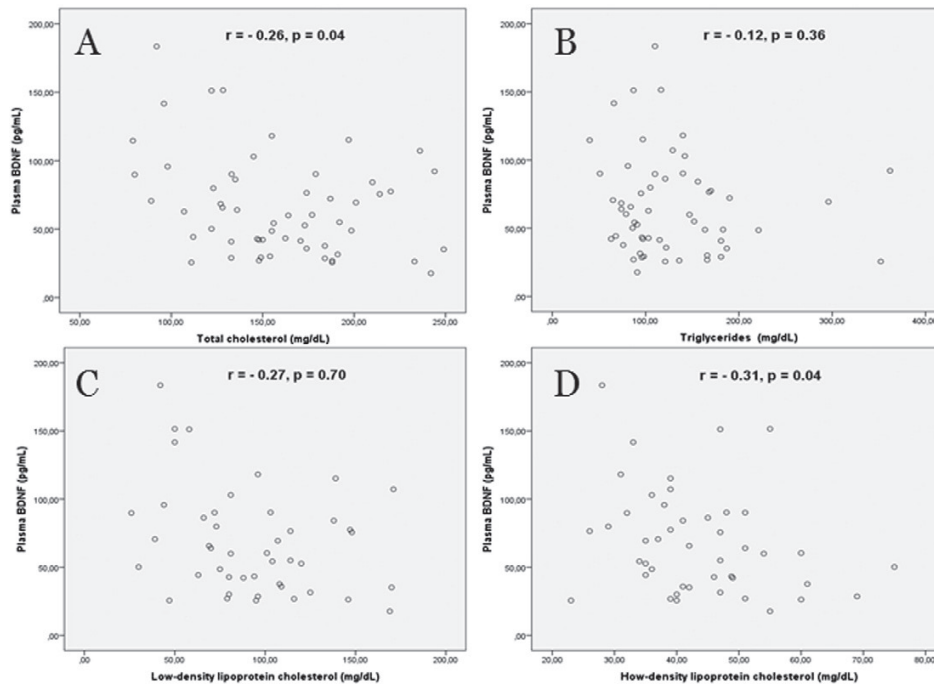 A
r = - 0.26, p = 0.04
Plasma BDNF (pg/mL)
200,00
150,00
100,00
50,00
,00
50,00 100,00 150,00 200,00 250,00
Total cholesterol (mg/dL)
B
r = - 0.12, p = 0.36
Plasma BDNF (pg/mL)
200,00
150,00
100,00
50,00
,00
,00 100,00 200,00 300,00 400,00
Triglycerides (mg/dL)
C
r = - 0.27, p = 0.70
Plasma BDNF (pg/mL)
200,00
150,00
100,00
50,00
,00
,00 50,00 100,00 150,00 200,00
Low-density lipoprotein cholesterol (mg/dL)
D
r = - 0.31, p = 0.04
Plasma BDNF (pg/mL)
200,00
150,00
100,00
50,00
,00
20,00 30,00 40,00 50,00 60,00 70,00 80,00
How-density lipoprotein cholesterol (mg/dL)